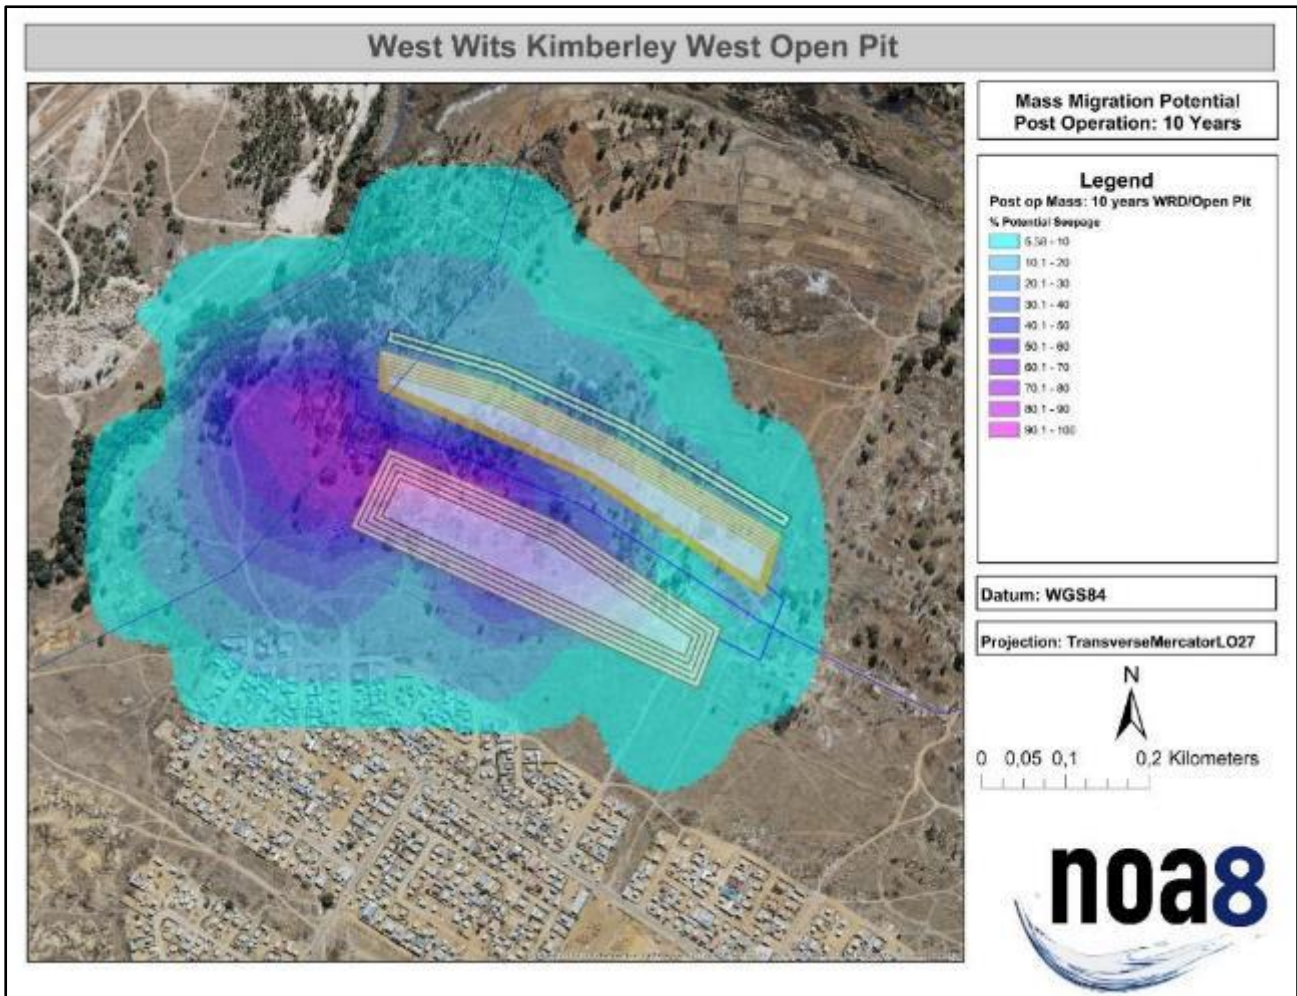 West Wits Kimberley West Open Pit
Mass Migration Potential
Post Operation: 10 Years
Legend
Post op Mass: 10 years WRD/Open Pit
% Potential Seepage
10.1 - 20
20.1 - 30
30.1 - 40
40.1 - 50
50.1 - 60
60.1 - 70
70.1 - 80
80.1 - 90
90.1 - 100
Datum: WGS84
Projection: TransverseMercatorLO27
N
0 0,05 0,1 0,2 Kilometers
noa8